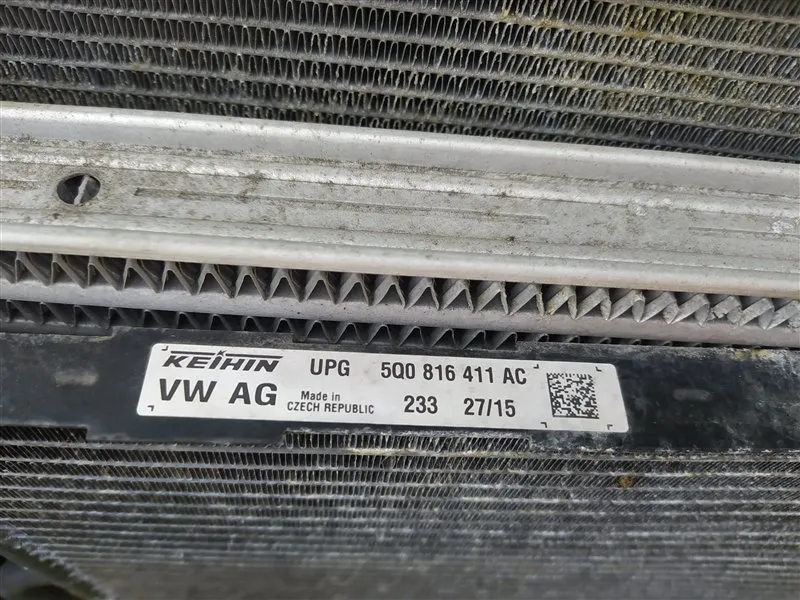 KEIHIN UPG 5Q0 816 411 AC
VW AG Made in CZECH REPUBLIC 233 27/15